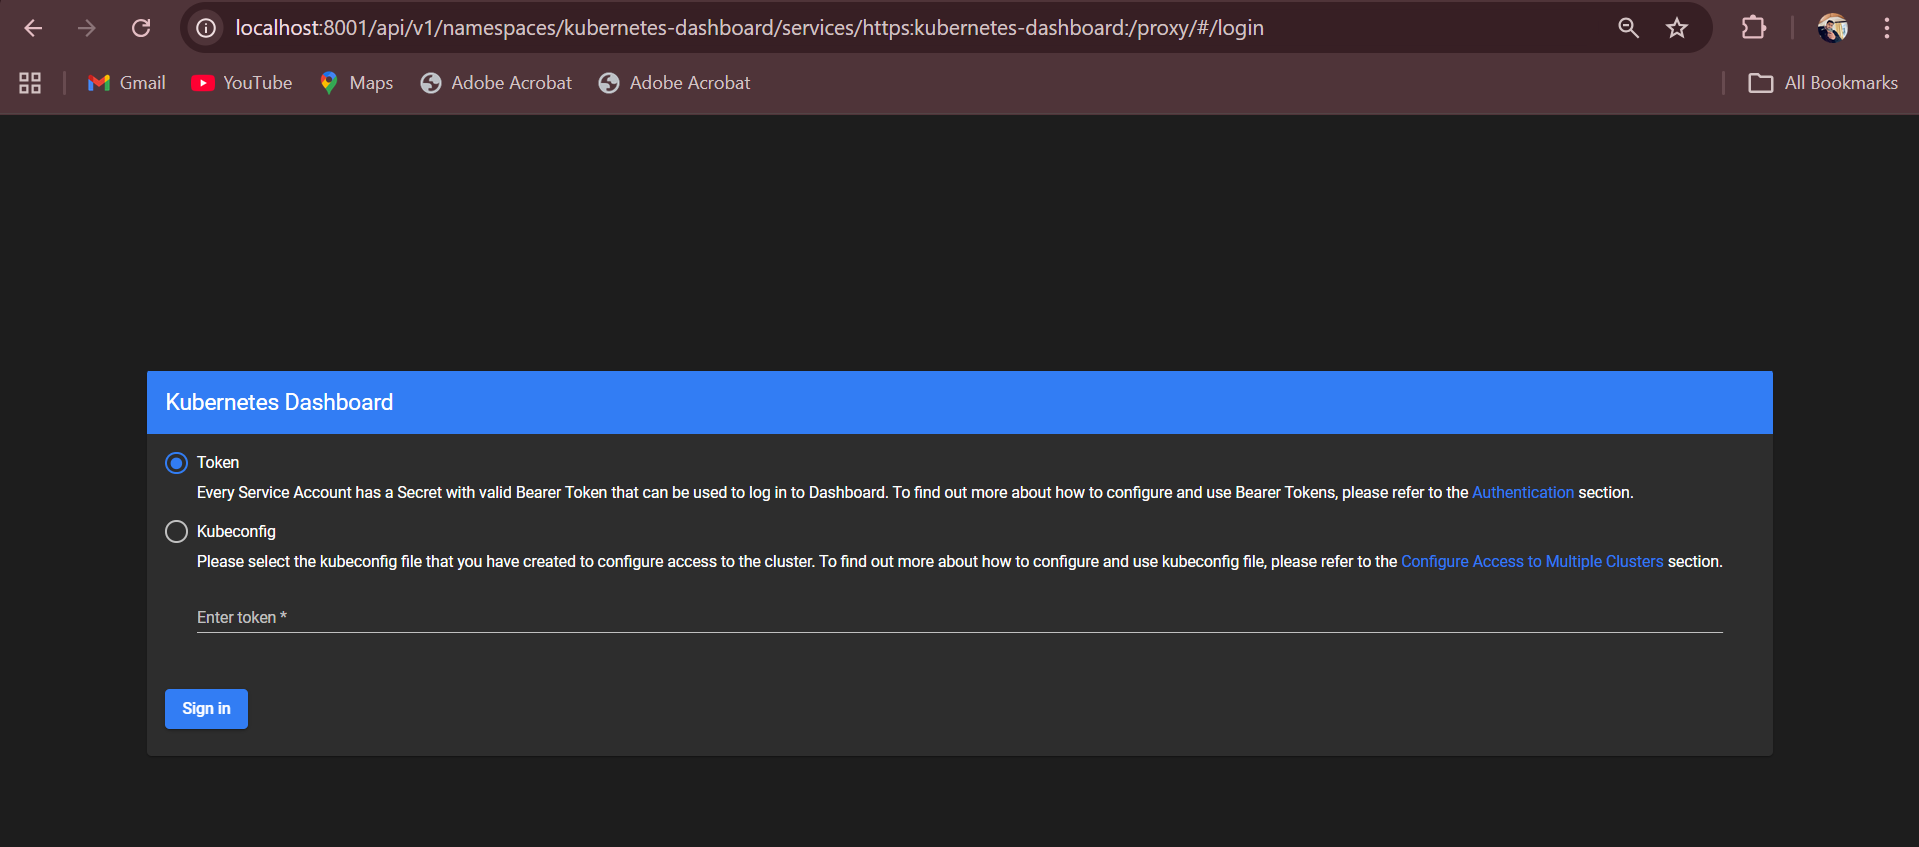 localhost:8001/api/v1/namespaces/kubernetes-dashboard/services/https:kubernetes-dashboard:/proxy/#/login
Gmail YouTube Maps Adobe Acrobat Adobe Acrobat All Bookmarks
Kubernetes Dashboard
Token
Every Service Account has a Secret with valid Bearer Token that can be used to log in to Dashboard. To find out more about how to configure and use Bearer Tokens, please refer to the Authentication section.
Kubeconfig
Please select the kubeconfig file that you have created to configure access to the cluster. To find out more about how to configure and use kubeconfig file, please refer to the Configure Access to Multiple Clusters section.
Enter token *
Sign in